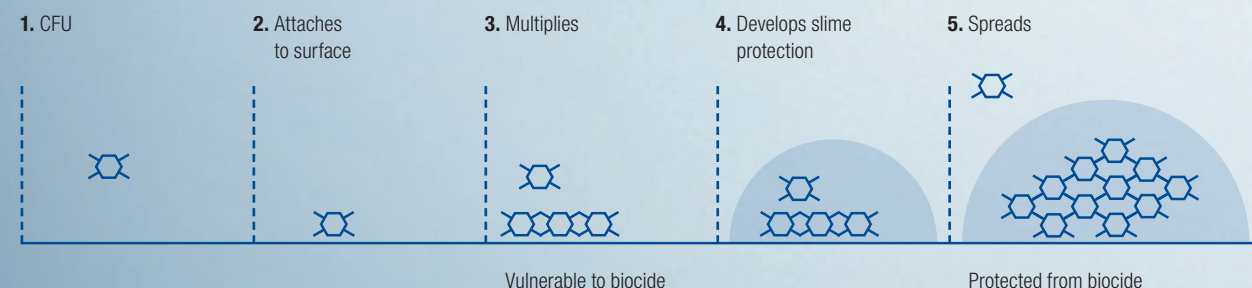 1. CFU
2. Attaches
to surface
3. Multiplies
4. Develops slime
protection
5. Spreads
Vulnerable to biocide
Protected from biocide